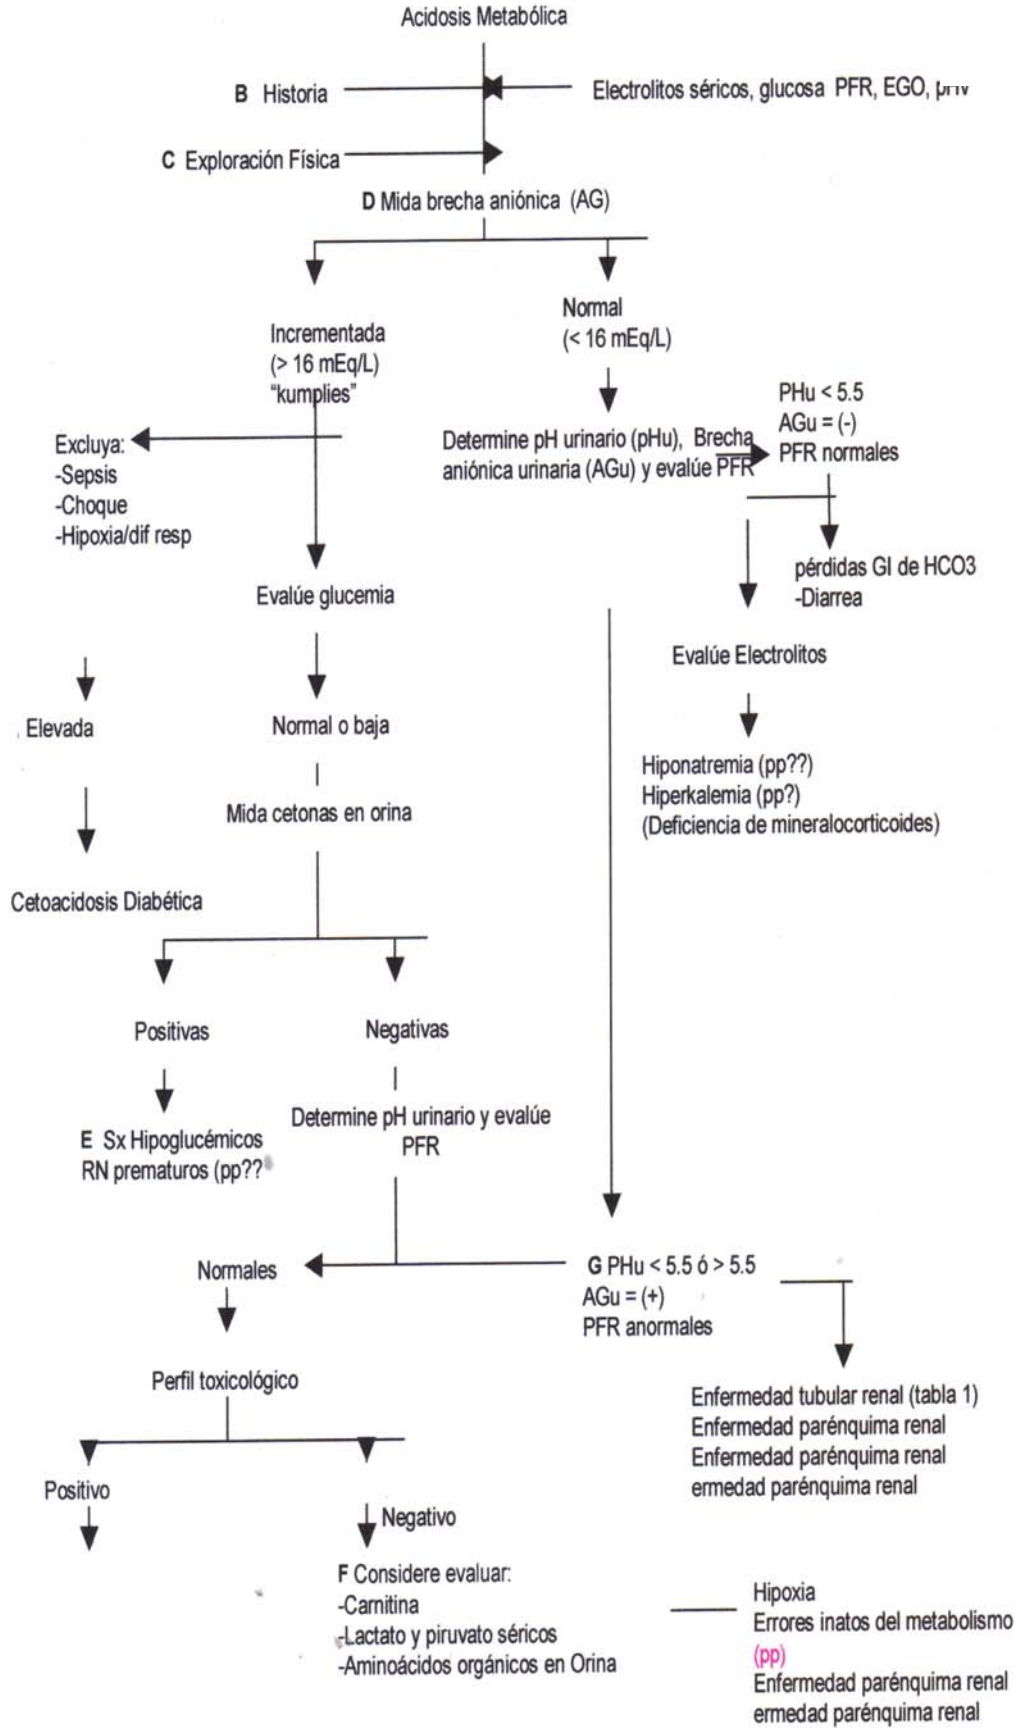 Acidosis Metabólica
B Historia
Electrolitos séricos, glucosa PFR, EGO,
C Exploración Física
D Mida brecha aniónica (AG)
Incrementada
(> 16 mEq/L)
"kumplies"
Normal
(< 16 mEq/L)
Excluya:
-Sepsis
-Choque
-Hipoxia/dif resp
Determine pH urinario (pHu), Brecha
aniónica urinaria (AGu) y evalúe PFR
PHu < 5.5
AGu = (-)
PFR normales
pérdidas GI de HCO3
-Diarrea
Evalúe glucemia
Evalúe Electrolitos
Elevada
Normal o baja
Hiponatremia (pp??)
Hiperkalemia (pp?)
(Deficiencia de mineralocorticoides)
Mida cetonas en orina
Cetoacidosis Diabética
Positivas
Negativas
E Sx Hipoglucémicos
RN prematuros (pp??
Determine pH urinario y evalúe
PFR
Normales
G PHu < 5.5 ó > 5.5
AGu = (+)
PFR anormales
Perfil toxicológico
Enfermedad tubular renal (tabla 1)
Enfermedad parénquima renal
Enfermedad parénquima renal
ermedad parénquima renal
Positivo
Negativo
F Considere evaluar:
-Carnitina
-Lactato y piruvato séricos
-Aminoácidos orgánicos en Orina
Hipoxia
Errores inatos del metabolismo
(pp)
Enfermedad parénquima renal
ermedad parénquima renal